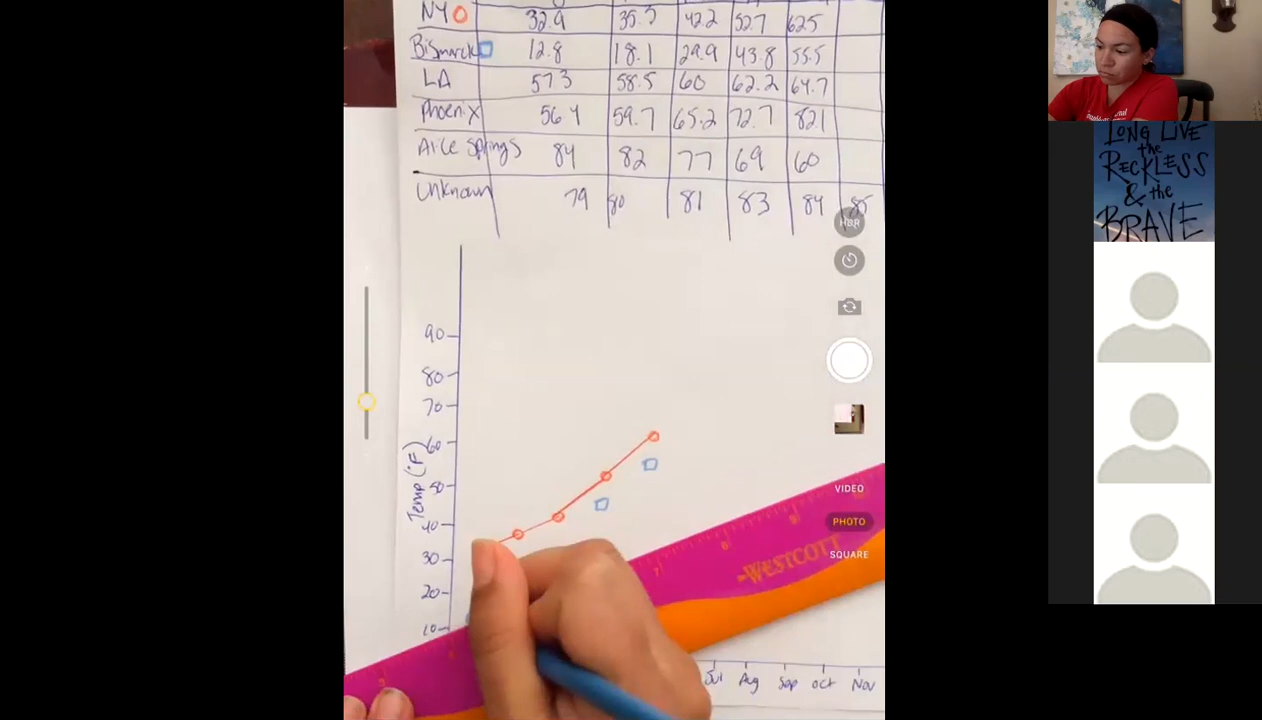 NY 32.9 35.5 42.2 52.7 62.5
Bismarck 12.8 18.1 29.9 43.8 55.5
LA 57.3 58.5 60 62.2 64.7
Phoenix 56.4 59.7 65.2 72.7 82.1
Alice Springs 84 82 77 69 60
Unknown 79 80 81 83 84 85
HDR
90
80
70
60
50
40
30
20
10
Temp (°F)
Jul Aug Sep Oct Nov
6 7
WESTCOTT
VIDEO
PHOTO
SQUARE
LONG LIVE
the
RECKLESS
& the
BRAVE